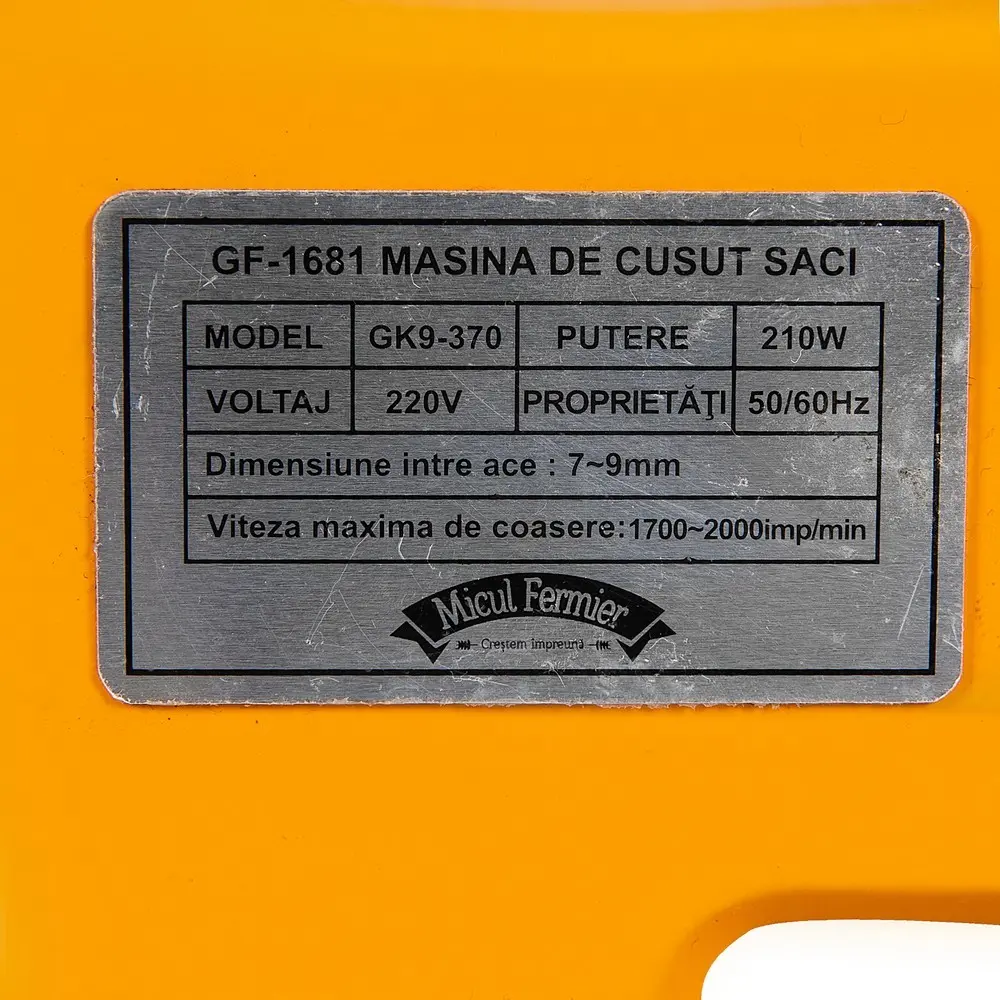 GF-1681 MASINA DE CUSUT SACI
MODEL GK9-370 PUTERE 210W
VOLTAJ 220V PROPRIETĂŢI 50/60Hz
Dimensiune intre ace : 7~9mm
Viteza maxima de coasere:1700~2000imp/min
Micul Fermier
Creştem împreună